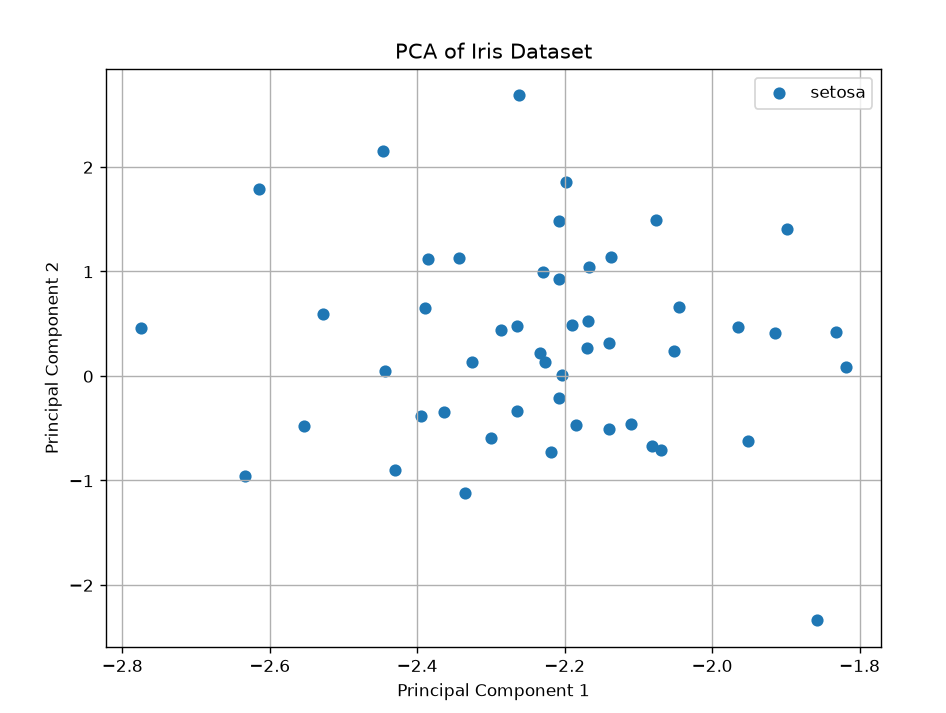 PCA of Iris Dataset
setosa
Principal Component 2
2
1
0
−1
−2
−2.8 −2.6 −2.4 −2.2 −2.0 −1.8
Principal Component 1